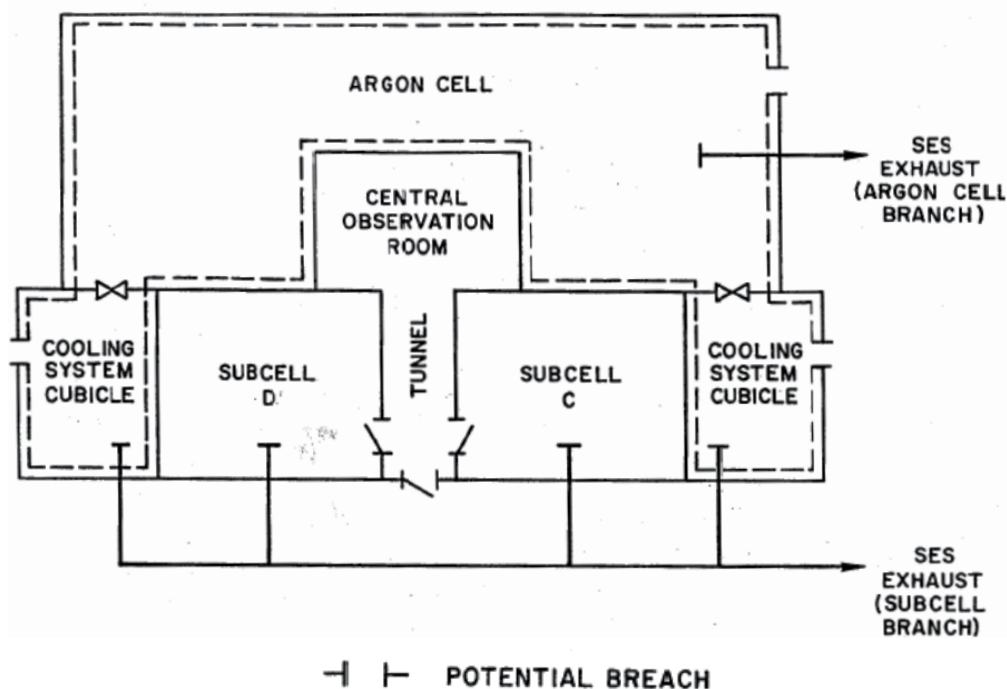 ARGON CELL
SES
EXHAUST
(ARGON CELL
BRANCH)
CENTRAL
OBSERVATION
ROOM
TUNNEL
COOLING
SYSTEM
CUBICLE
SUBCELL
D
SUBCELL
C
COOLING
SYSTEM
CUBICLE
SES
EXHAUST
(SUBCELL
BRANCH)
POTENTIAL BREACH